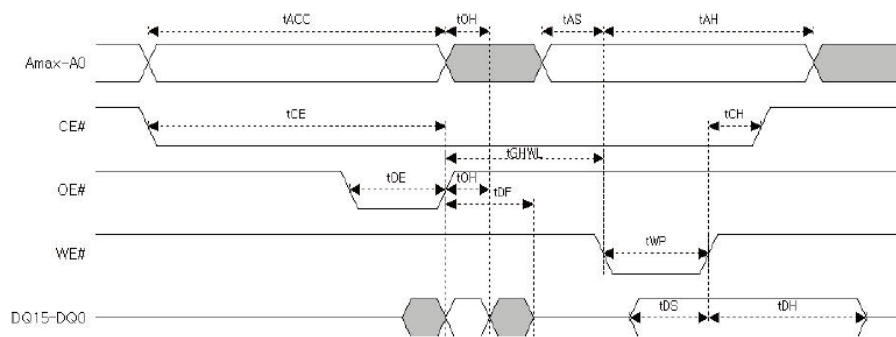 tACC tOH tAS tAH
Amax-A0
tCE tCH
CE#
tGHWL
tOE tOH
OE#
tDF
tWP
WE#
tDS tDH
DQ15-DQ0